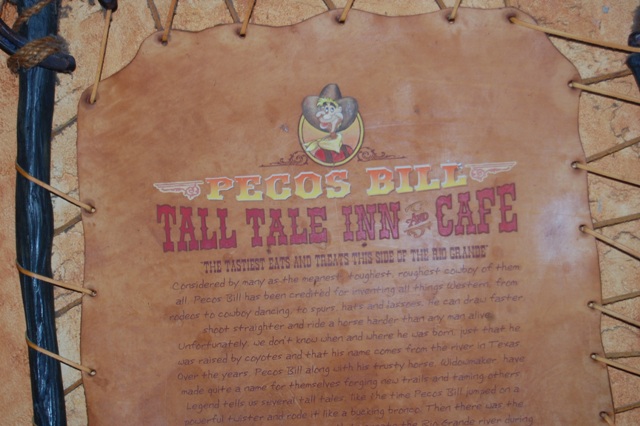 PECOS BILL
TALL TALE INN AND CAFE
"THE TASTIEST EATS AND TREATS THIS SIDE OF THE RIO GRANDE"
Considered by many as the meanest, toughest, roughest cowboy of them
all, Pecos Bill has been credited for inventing all things Western, from
rodeos to cowboy dancing, to spurs, hats and lassoes. He can draw faster,
shoot straighter and ride a horse harder than any man alive.
Unfortunately, we don't know when and where he was born, just that he
was raised by coyotes and that his name comes from the river in Texas.
Over the years, Pecos Bill along with his trusty horse, Widowmaker, have
made quite a name for themselves forging new trails and taming others.
Legend tells of several tall tales, like the time Pecos Bill jumped on a
powerful twister and rode it like a bucking bronco. Then there was the
Rio Grande river during